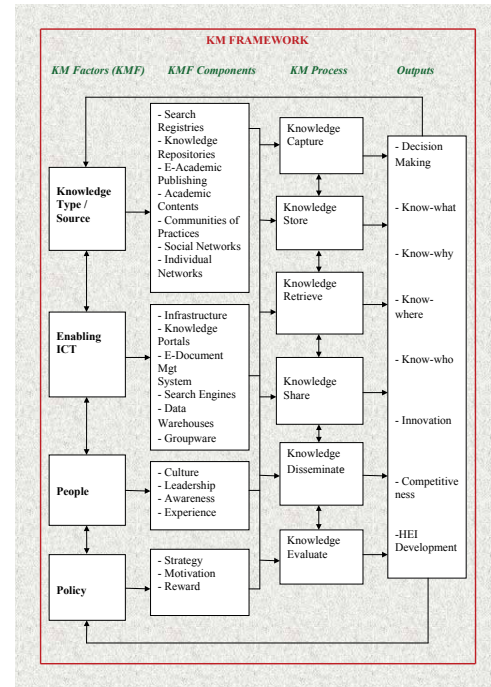 KM FRAMEWORK
KM Factors (KMF)
KMF Components
KM Process
Outputs
Knowledge
Type /
Source
Enabling
ICT
People
Policy
- Search
Registries
- Knowledge
Repositories
- E-Academic
Publishing
- Academic
Contents
- Communities of
Practices
- Social Networks
- Individual
Networks
- Infrastructure
- Knowledge
Portals
- E-Document
Mgt
System
- Search Engines
- Data
Warehouses
- Groupware
- Culture
- Leadership
- Awareness
- Experience
- Strategy
- Motivation
- Reward
Knowledge
Capture
Knowledge
Store
Knowledge
Retrieve
Knowledge
Share
Knowledge
Disseminate
Knowledge
Evaluate
- Decision
Making
- Know-what
- Know-why
- Know-
where
- Know-who
- Innovation
- Competitive
ness
-HEI
Development